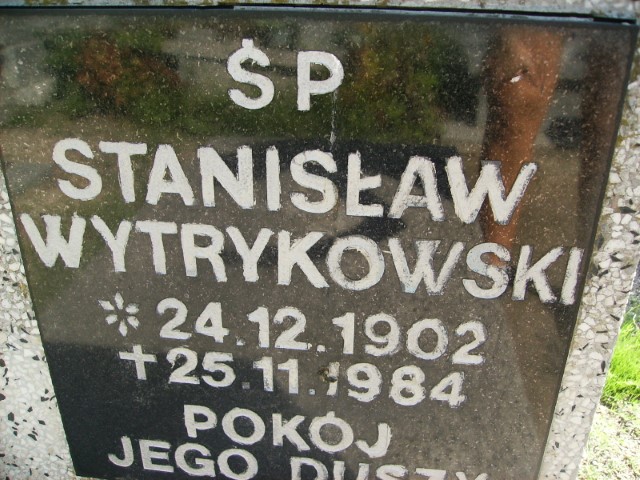 ŚP
STANISŁAW
WYTRYKOWSKI
* 24.12.1902
+ 25.11.1984
POKÓJ
JEGO DUSZY